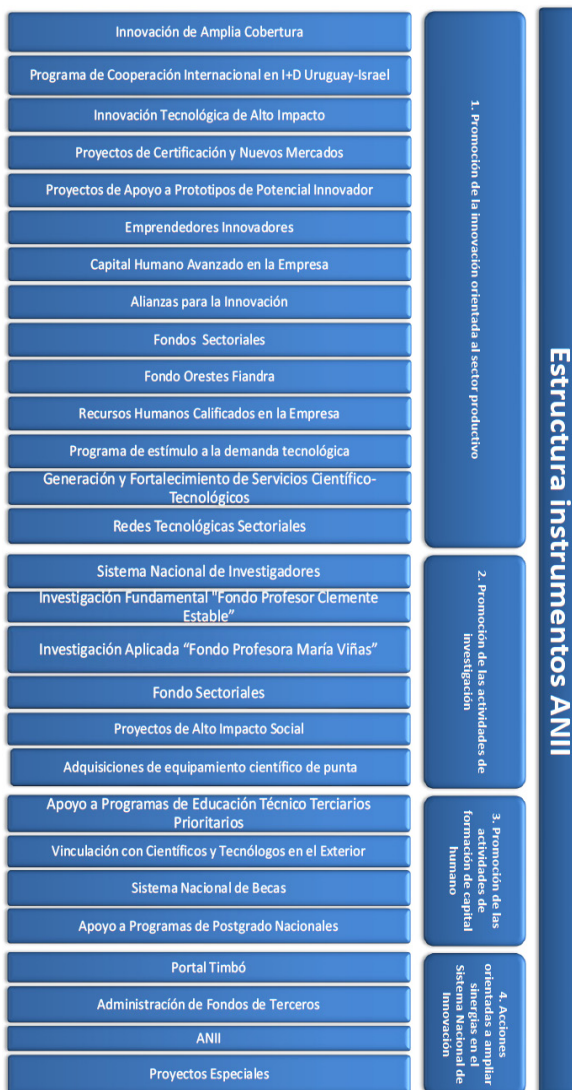 Estructura instrumentos ANII
1. Promoción de la innovación orientada al sector productivo
Innovación de Amplia Cobertura
Programa de Cooperación Internacional en I+D Uruguay-Israel
Innovación Tecnológica de Alto Impacto
Proyectos de Certificación y Nuevos Mercados
Proyectos de Apoyo a Prototipos de Potencial Innovador
Emprendedores Innovadores
Capital Humano Avanzado en la Empresa
Alianzas para la Innovación
Fondos Sectoriales
Fondo Orestes Fiandra
Recursos Humanos Calificados en la Empresa
Programa de estímulo a la demanda tecnológica
Generación y Fortalecimiento de Servicios Científico-
Tecnológicos
Redes Tecnológicas Sectoriales
2. Promoción de las actividades de
investigación
Sistema Nacional de Investigadores
Investigación Fundamental "Fondo Profesor Clemente
Estable”
Investigación Aplicada “Fondo Profesora María Viñas”
Fondo Sectoriales
Proyectos de Alto Impacto Social
Adquisiciones de equipamiento científico de punta
3. Promoción de las
actividades de
formación de capital
humano
Apoyo a Programas de Educación Técnico Terciarios
Prioritarios
Vinculación con Científicos y Tecnólogos en el Exterior
Sistema Nacional de Becas
Apoyo a Programas de Postgrado Nacionales
4. Acciones
orientadas a ampliar
sinergias en el
Sistema Nacional de
Innovación
Portal Timbó
Administracíin de Fondos de Terceros
ANII
Proyectos Especiales